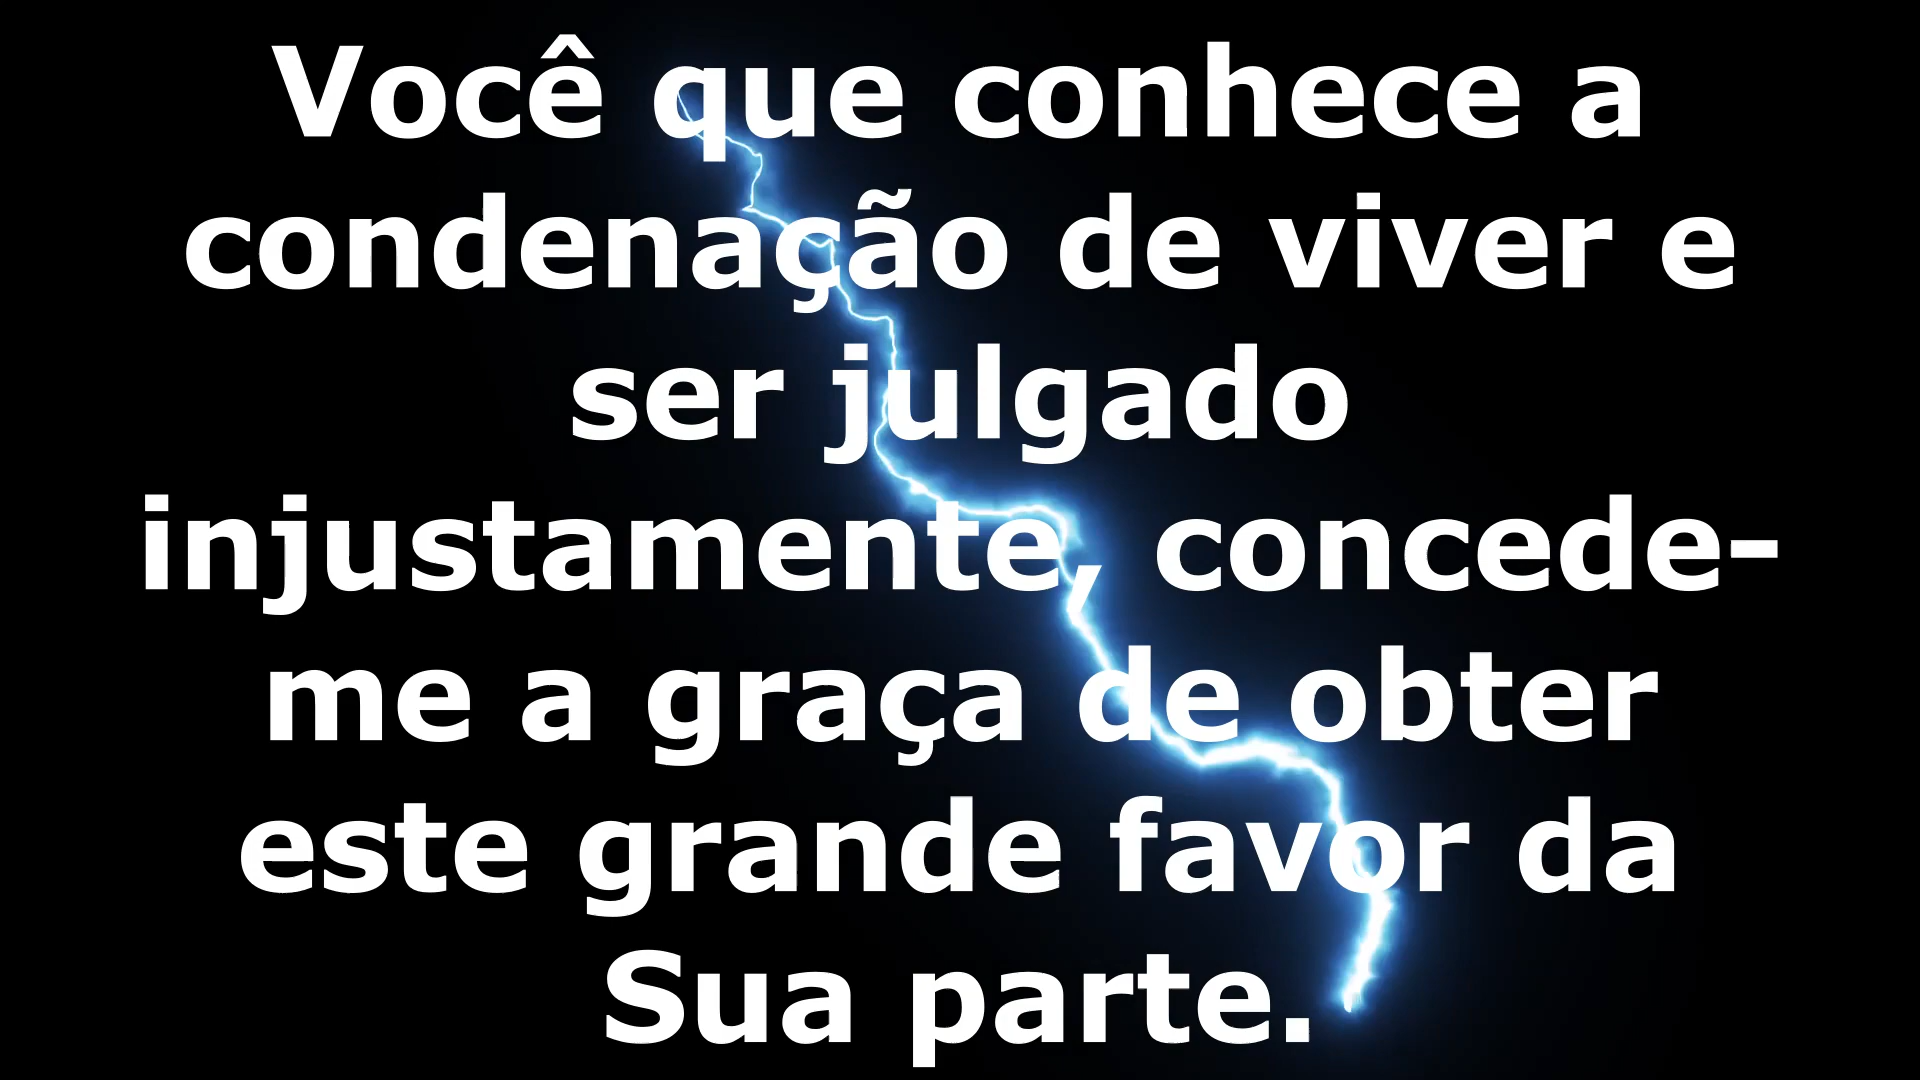 Você que conhece a
condenação de viver e
ser julgado
injustamente, concede-
me a graça de obter
este grande favor da
Sua parte.